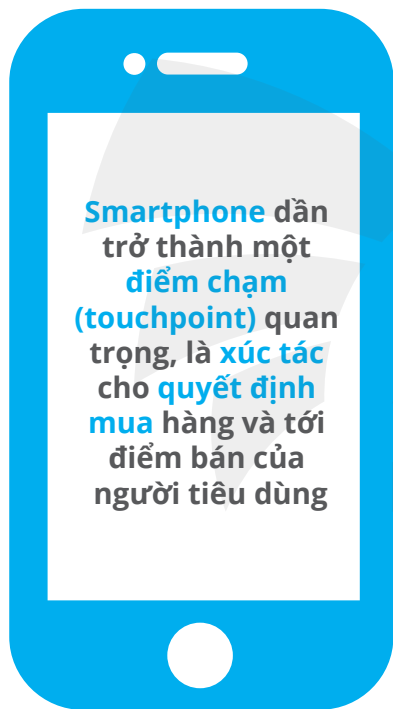 Smartphone dần
trở thành một
điểm chạm
(touchpoint) quan
trọng, là xúc tác
cho quyết định
mua hàng và tới
điểm bán của
người tiêu dùng